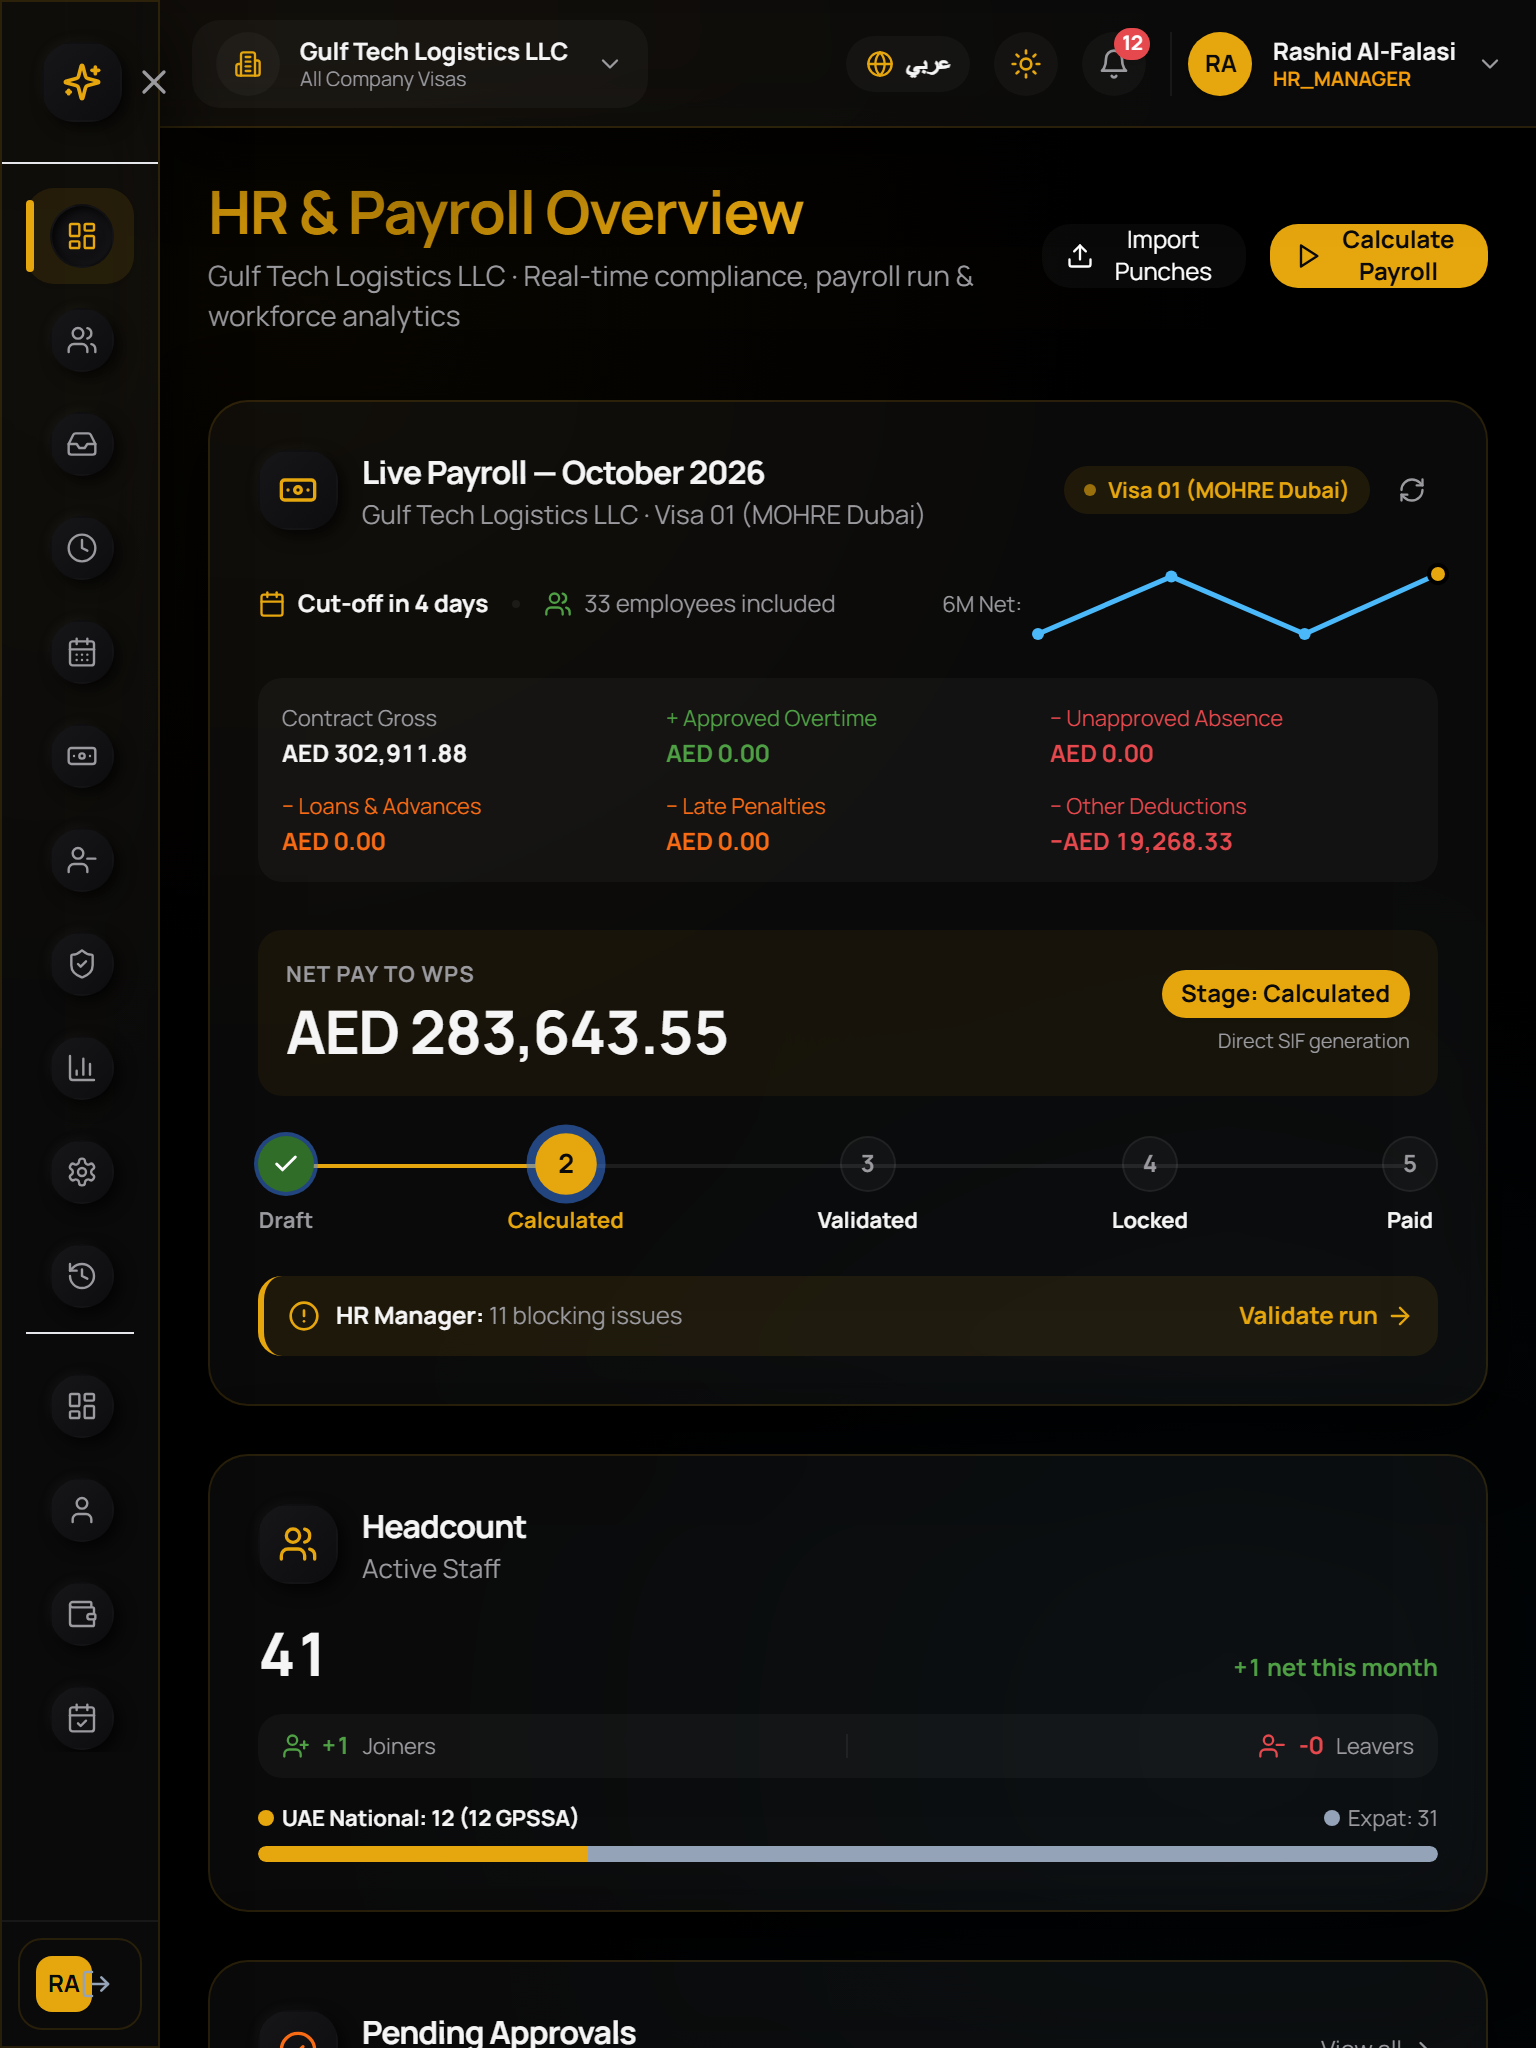 Gulf Tech Logistics LLC
All Company Visas
عربي
12
RA
Rashid Al-Falasi
HR_MANAGER
HR & Payroll Overview
Gulf Tech Logistics LLC · Real-time compliance, payroll run &
workforce analytics
Import
Punches
Calculate
Payroll
Live Payroll — October 2026
Gulf Tech Logistics LLC · Visa 01 (MOHRE Dubai)
Visa 01 (MOHRE Dubai)
Cut-off in 4 days
33 employees included
6M Net:
Contract Gross
AED 302,911.88
+ Approved Overtime
AED 0.00
− Unapproved Absence
AED 0.00
− Loans & Advances
AED 0.00
− Late Penalties
AED 0.00
− Other Deductions
−AED 19,268.33
NET PAY TO WPS
AED 283,643.55
Stage: Calculated
Direct SIF generation
2
3
4
5
Draft
Calculated
Validated
Locked
Paid
HR Manager: 11 blocking issues
Validate run
Headcount
Active Staff
41
+1 net this month
+1 Joiners
-0 Leavers
UAE National: 12 (12 GPSSA)
Expat: 31
RA
Pending Approvals
View all